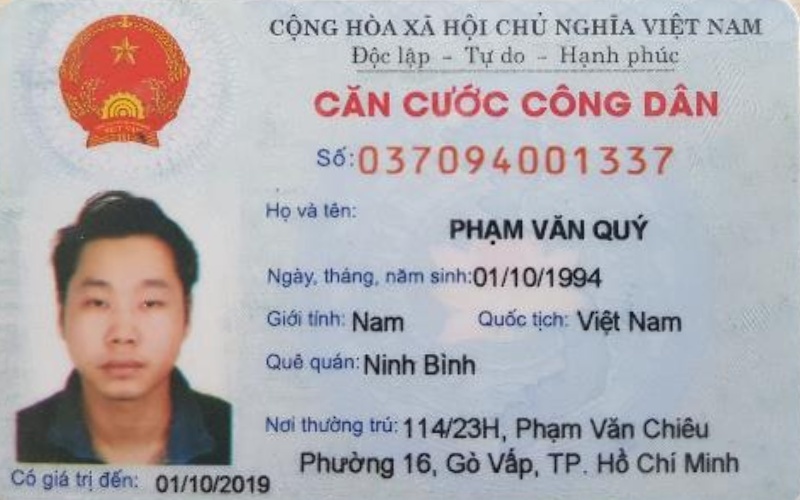 CỘNG HÒA XÃ HỘI CHỦ NGHĨA VIỆT NAM
Độc lập - Tự do - Hạnh phúc
CĂN CƯỚC CÔNG DÂN
Số: 037094001337
Họ và tên:
PHẠM VĂN QUÝ
Ngày, tháng, năm sinh: 01/10/1994
Giới tính: Nam Quốc tịch: Việt Nam
Quê quán: Ninh Bình
Nơi thường trú: 114/23H, Phạm Văn Chiêu
Phường 16, Gò Vấp, TP. Hồ Chí Minh
Có giá trị đến: 01/10/2019